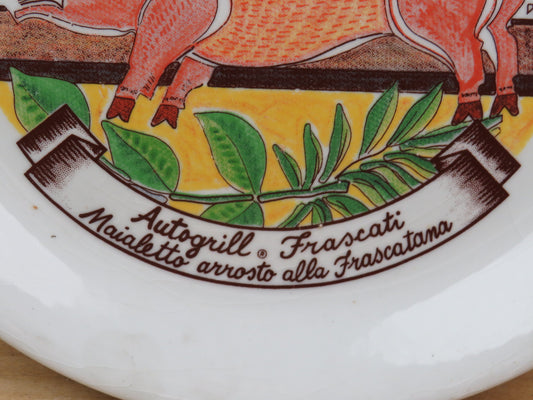 Autogrill ® Frascati
Maialetto arrosto alla Frascatana